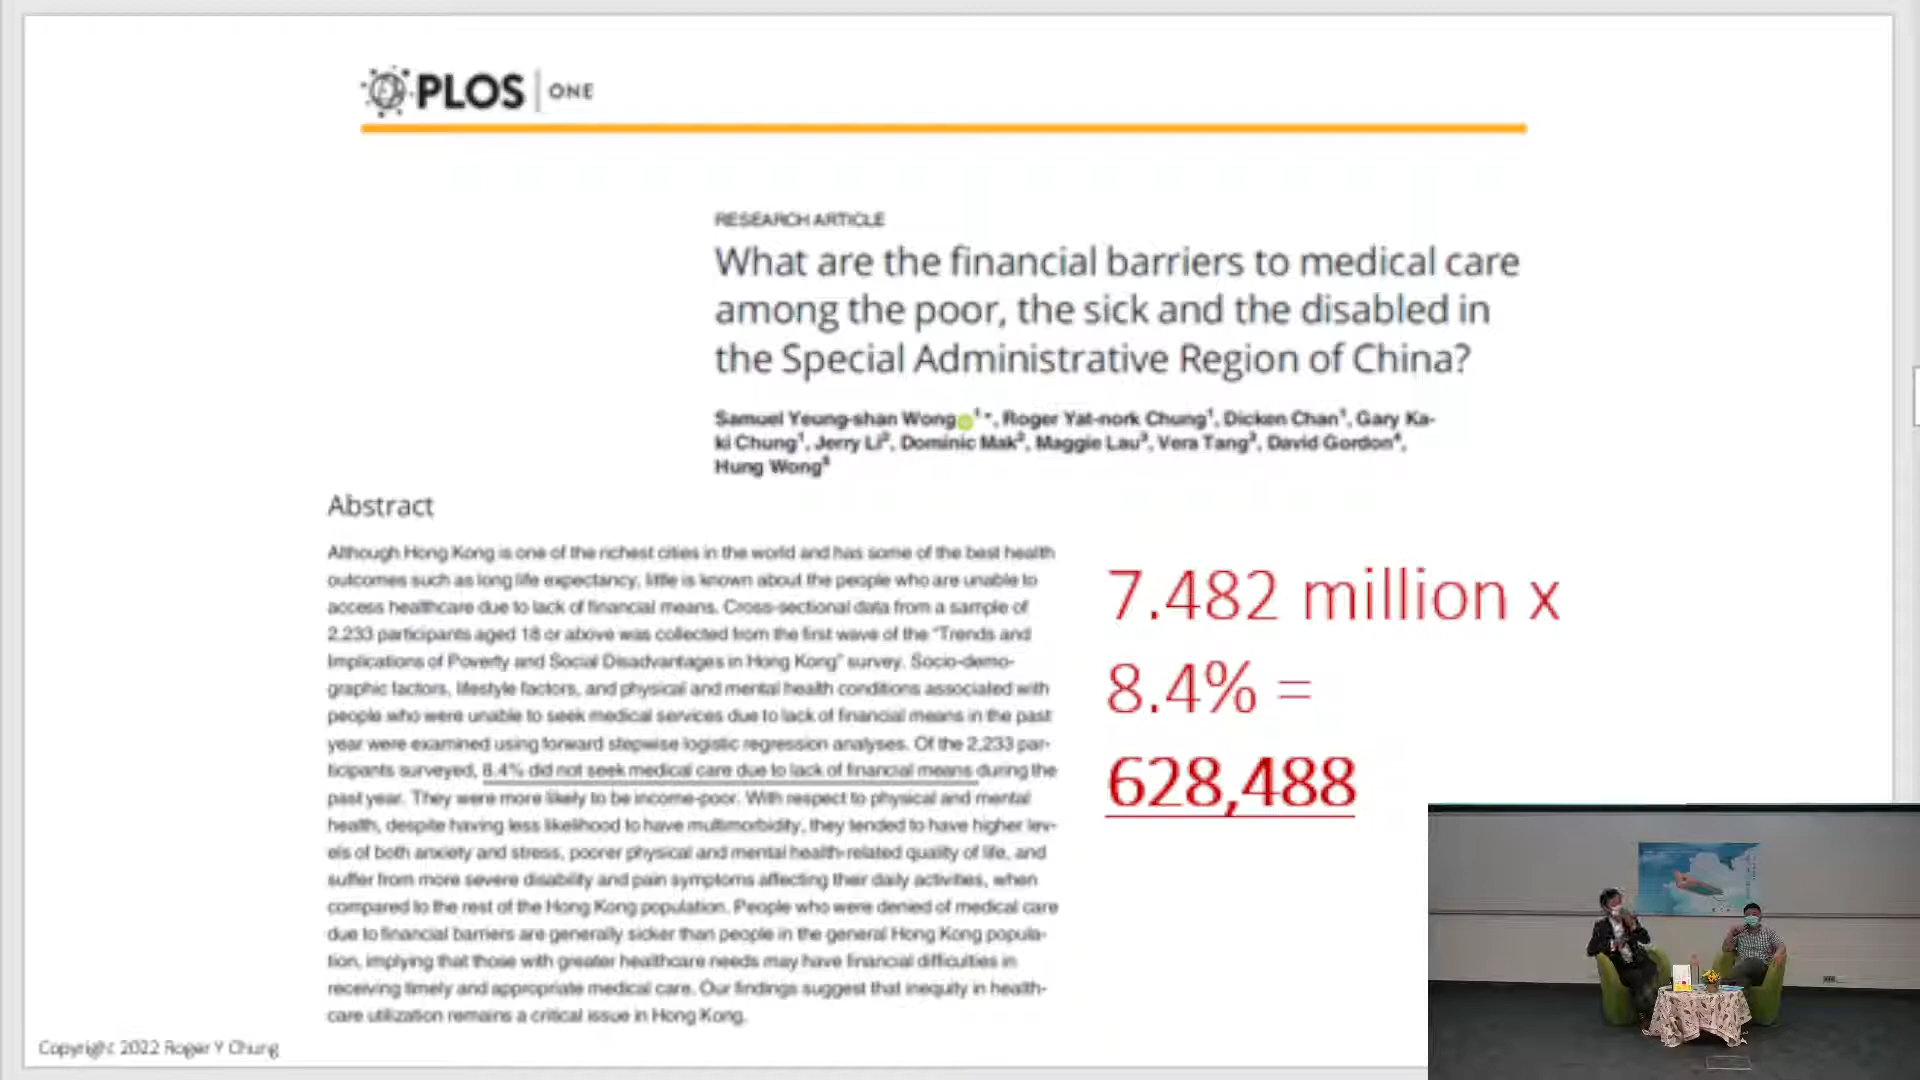 PLOS ONE
RESEARCH ARTICLE
What are the financial barriers to medical care
among the poor, the sick and the disabled in
the Special Administrative Region of China?
Samuel Yeung-shan Wong 1*, Roger Yat-nork Chung1, Dicken Chan1, Gary Ka-
ki Chung1, Jerry Li2, Dominic Mak2, Maggie Lau3, Vera Tang3, David Gordon4,
Hung Wong5
Abstract
Although Hong Kong is one of the richest cities in the world and has some of the best health
outcomes such as long life expectancy, little is known about the people who are unable to
access healthcare due to lack of financial means. Cross-sectional data from a sample of
2,233 participants aged 18 or above was collected from the first wave of the "Trends and
Implications of Poverty and Social Disadvantages in Hong Kong" survey. Socio-demo-
graphic factors, lifestyle factors, and physical and mental health conditions associated with
people who were unable to seek medical services due to lack of financial means in the past
year were examined using forward stepwise logistic regression analyses. Of the 2,233 par-
ticipants surveyed, 8.4% did not seek medical care due to lack of financial means during the
past year. They were more likely to be income-poor. With respect to physical and mental
health, despite having less likelihood to have multimorbidity, they tended to have higher lev-
els of both anxiety and stress, poorer physical and mental health-related quality of life, and
suffer from more severe disability and pain symptoms affecting their daily activities, when
compared to the rest of the Hong Kong population. People who were denied of medical care
due to financial barriers are generally sicker than people in the general Hong Kong popula-
tion, implying that those with greater healthcare needs may have financial difficulties in
receiving timely and appropriate medical care. Our findings suggest that inequity in health-
care utilization remains a critical issue in Hong Kong.
7.482 million x
8.4% =
628,488
Copyright 2022 Roger Y Chung